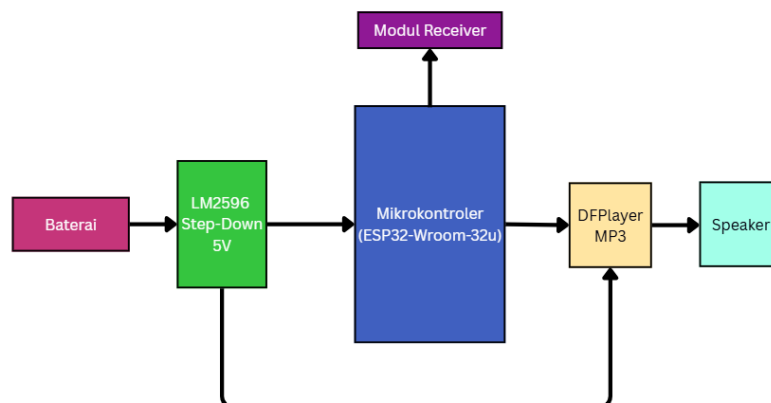 Modul Receiver
Baterai
LM2596
Step-Down
5V
Mikrokontroler
(ESP32-Wroom-32u)
DFPlayer
MP3
Speaker